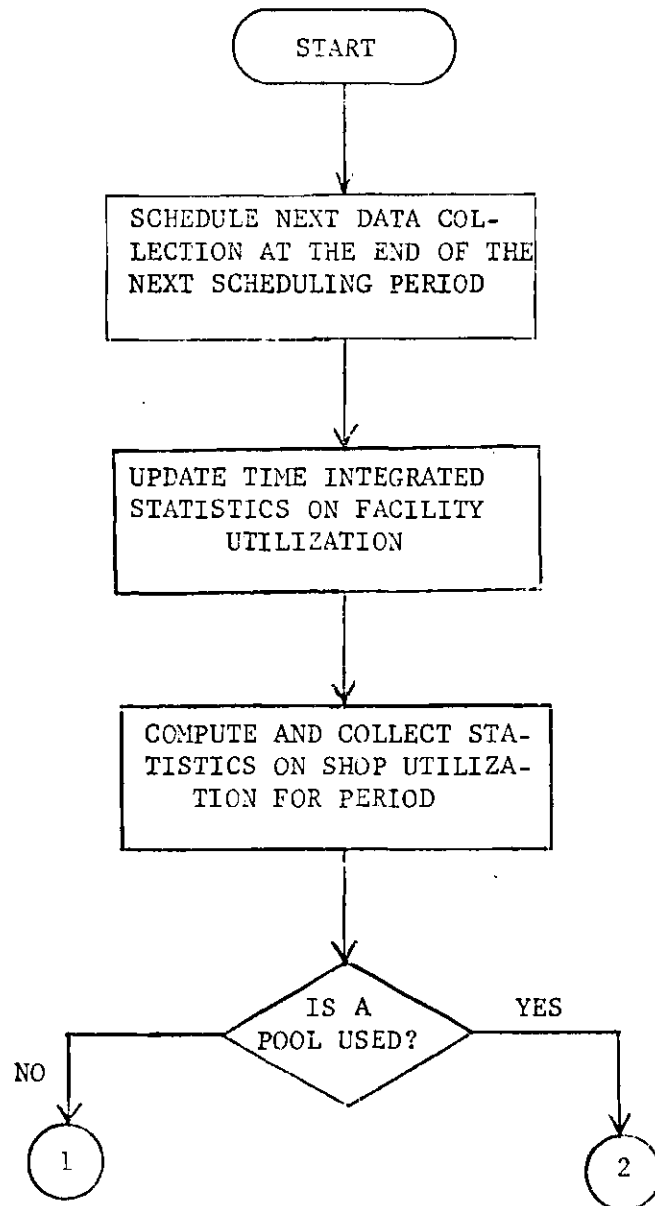 START
SCHEDULE NEXT DATA COL-
LECTION AT THE END OF THE
NEXT SCHEDULING PERIOD
UPDATE TIME INTEGRATED
STATISTICS ON FACILITY
UTILIZATION
COMPUTE AND COLLECT STA-
TISTICS ON SHOP UTILIZA-
TION FOR PERIOD
IS A
POOL USED?
YES
NO
1
2